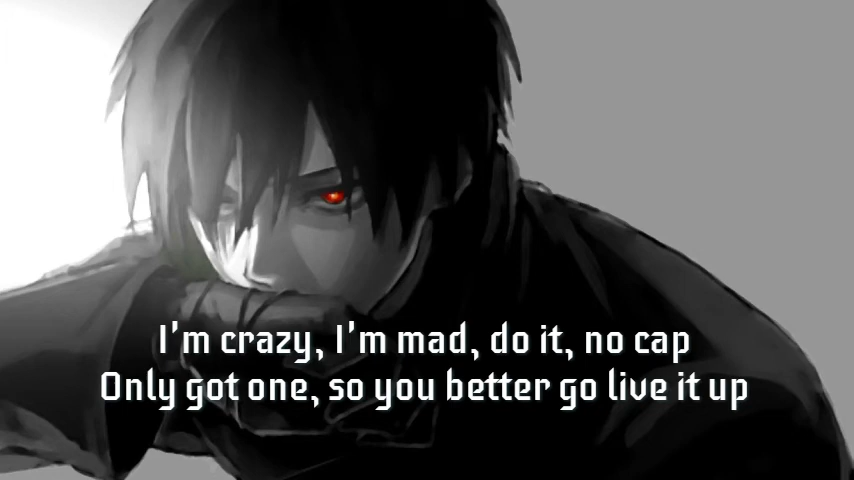 I'm crazy, I'm mad, do it, no cap
Only got one, so you better go live it up